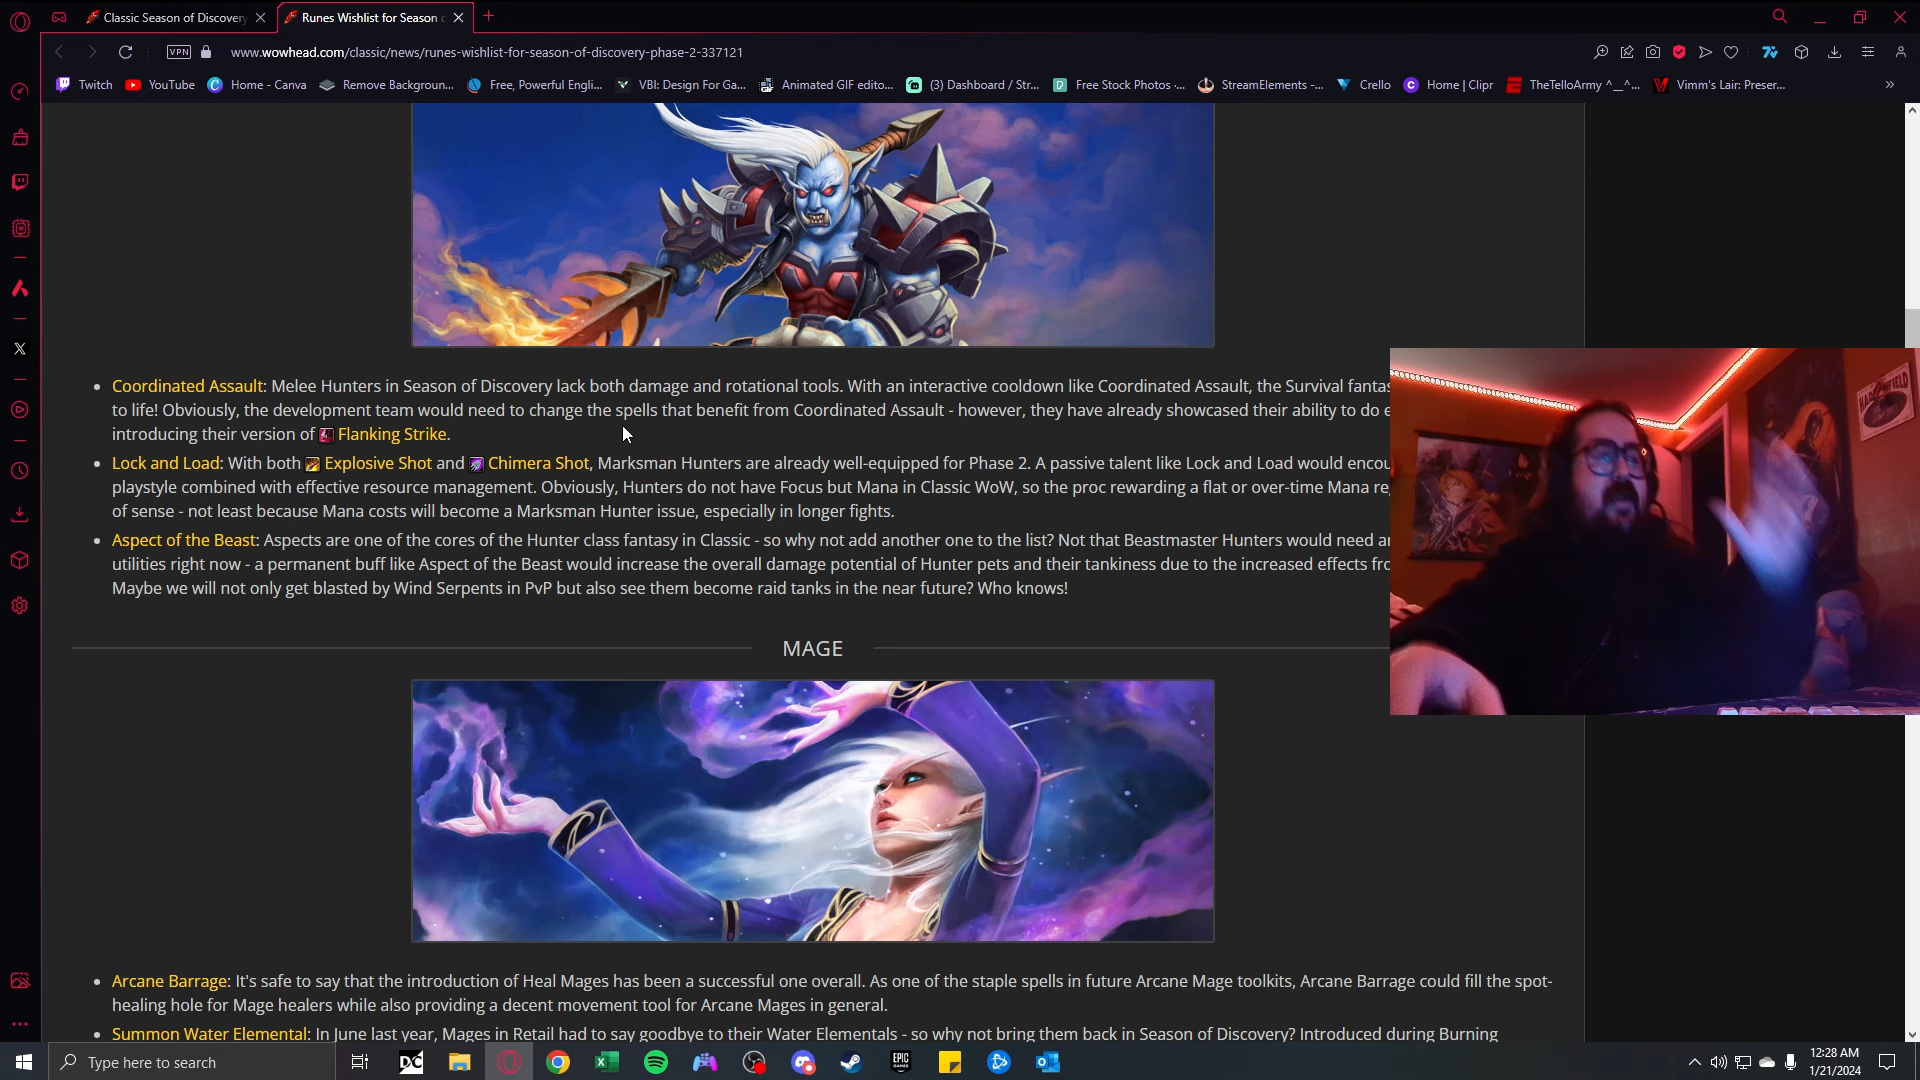 Classic Season of Discovery
Runes Wishlist for Season o
VPN
www.wowhead.com/classic/news/runes-wishlist-for-season-of-discovery-phase-2-337121
Twitch
YouTube
Home - Canva
Remove Backgroun...
Free, Powerful Engli...
VBI: Design For Ga...
Animated GIF edito...
(3) Dashboard / Str...
Free Stock Photos ·...
StreamElements -...
Crello
Home | Clipr
TheTelloArmy ^__^...
Vimm's Lair: Preser...
»
Coordinated Assault: Melee Hunters in Season of Discovery lack both damage and rotational tools. With an interactive cooldown like Coordinated Assault, the Survival fantas
to life! Obviously, the development team would need to change the spells that benefit from Coordinated Assault - however, they have already showcased their ability to do e
introducing their version of Flanking Strike.
Lock and Load: With both Explosive Shot and Chimera Shot, Marksman Hunters are already well-equipped for Phase 2. A passive talent like Lock and Load would encou
playstyle combined with effective resource management. Obviously, Hunters do not have Focus but Mana in Classic WoW, so the proc rewarding a flat or over-time Mana re
of sense - not least because Mana costs will become a Marksman Hunter issue, especially in longer fights.
Aspect of the Beast: Aspects are one of the cores of the Hunter class fantasy in Classic - so why not add another one to the list? Not that Beastmaster Hunters would need a
utilities right now - a permanent buff like Aspect of the Beast would increase the overall damage potential of Hunter pets and their tankiness due to the increased effects fr
Maybe we will not only get blasted by Wind Serpents in PvP but also see them become raid tanks in the near future? Who knows!
MAGE
Arcane Barrage: It's safe to say that the introduction of Heal Mages has been a successful one overall. As one of the staple spells in future Arcane Mage toolkits, Arcane Barrage could fill the spot-
healing hole for Mage healers while also providing a decent movement tool for Arcane Mages in general.
Summon Water Elemental: In June last year, Mages in Retail had to say goodbye to their Water Elementals - so why not bring them back in Season of Discovery? Introduced during Burning
Type here to search
DC
EPIC GAMES
12:28 AM
1/21/2024